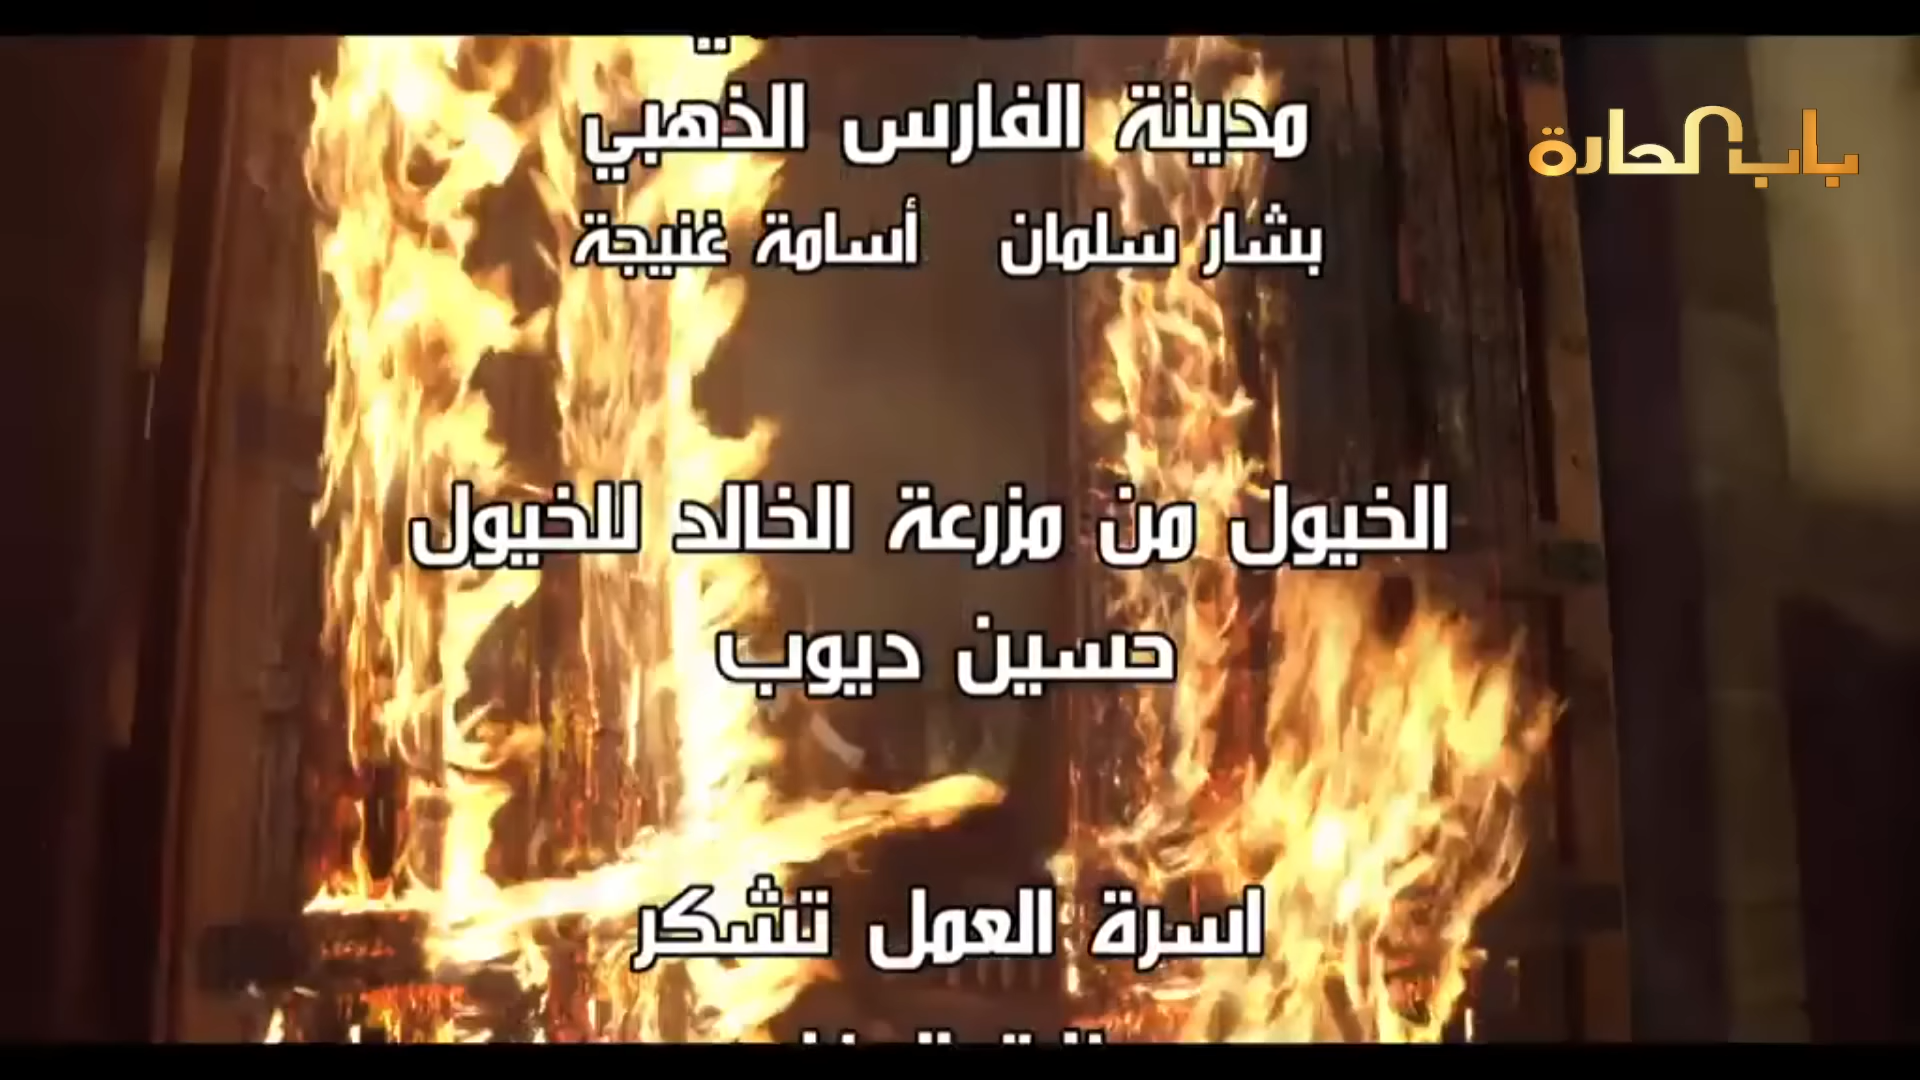 مدينة الفارس الذهبي
باب الحارة
بشار سلمان أسامة غنيجة
الخيول من مزرعة الخالد للخيول
حسين ديوب
اسرة العمل تشكر